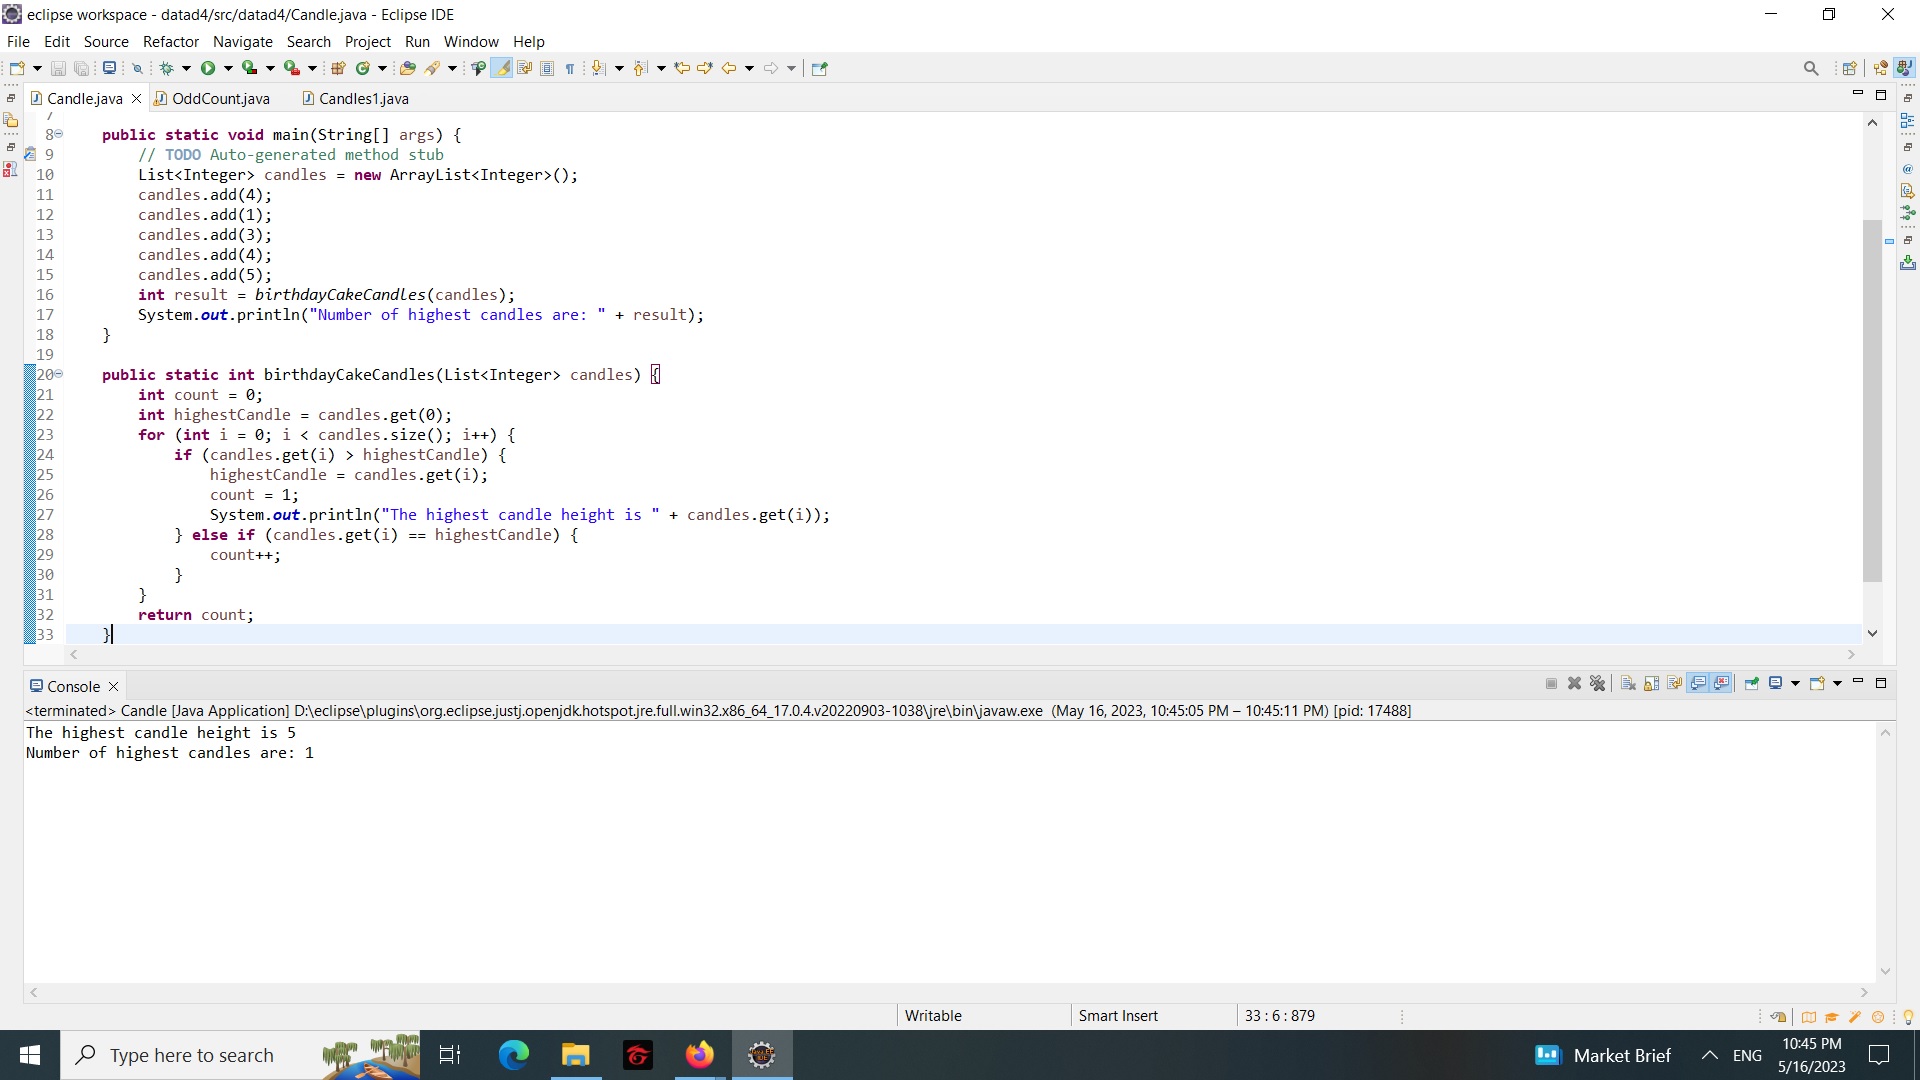 eclipse workspace - datad4/src/datad4/Candle.java - Eclipse IDE
File Edit Source Refactor Navigate Search Project Run Window Help
Candle.java OddCount.java Candles1.java
7
8 public static void main(String[] args) {
9 // TODO Auto-generated method stub
10 List<Integer> candles = new ArrayList<Integer>();
11 candles.add(4);
12 candles.add(1);
13 candles.add(3);
14 candles.add(4);
15 candles.add(5);
16 int result = birthdayCakeCandles(candles);
17 System.out.println("Number of highest candles are: " + result);
18 }
19
20 public static int birthdayCakeCandles(List<Integer> candles) {
21 int count = 0;
22 int highestCandle = candles.get(0);
23 for (int i = 0; i < candles.size(); i++) {
24 if (candles.get(i) > highestCandle) {
25 highestCandle = candles.get(i);
26 count = 1;
27 System.out.println("The highest candle height is " + candles.get(i));
28 } else if (candles.get(i) == highestCandle) {
29 count++;
30 }
31 }
32 return count;
33 }
Console
<terminated> Candle [Java Application] D:\eclipse\plugins\org.eclipse.justj.openjdk.hotspot.jre.full.win32.x86_64_17.0.4.v20220903-1038\jre\bin\javaw.exe (May 16, 2023, 10:45:05 PM – 10:45:11 PM) [pid: 17488]
The highest candle height is 5
Number of highest candles are: 1
Writable Smart Insert 33 : 6 : 879
Type here to search
Market Brief ENG 10:45 PM
5/16/2023